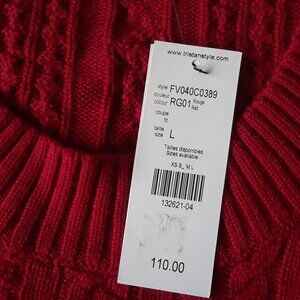 www.tristanstyle.com
style FV040C0389
couleur colour RG01 Rouge Red
coupe
fit
taille size L
Tailles disponibles
Sizes available
XS S, M L
132621-04
110.00